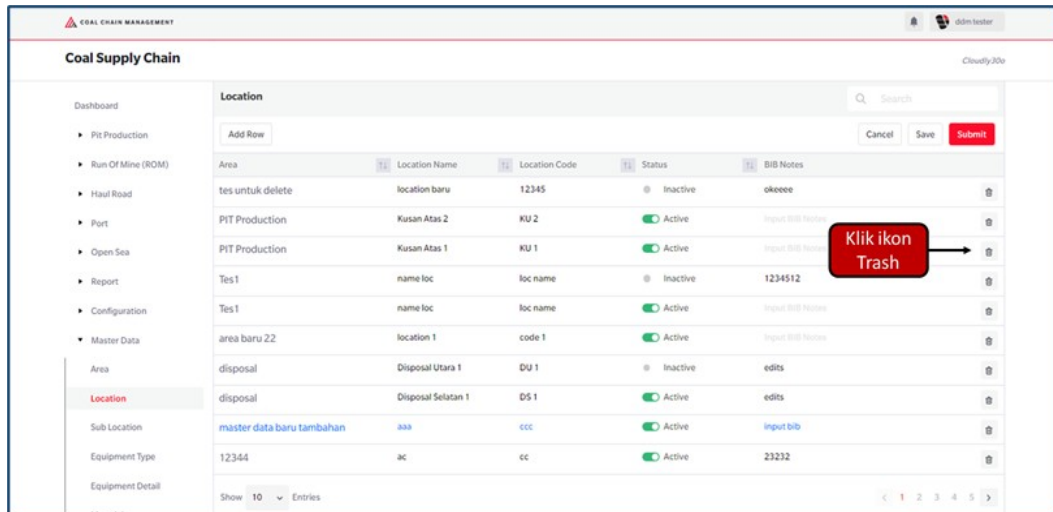 COAL CHAIN MANAGEMENT
ddm tester
Coal Supply Chain
Cloudly30o
Dashboard
Pit Production
Run Of Mine (ROM)
Haul Road
Port
Open Sea
Report
Configuration
Master Data
Area
Location
Sub Location
Equipment Type
Equipment Detail
Location
Search
Add Row
Cancel Save Submit
Area Location Name Location Code Status BIB Notes
tes untuk delete location baru 12345 Inactive okeeee
PIT Production Kusan Atas 2 KU 2 Active Input BIB Notes
PIT Production Kusan Atas 1 KU 1 Active Input BIB Notes
Klik ikon
Trash
Tes1 name loc loc name Inactive 1234512
Tes1 name loc loc name Active Input BIB Notes
area baru 22 location 1 code 1 Active Input BIB Notes
disposal Disposal Utara 1 DU 1 Inactive edits
disposal Disposal Selatan 1 DS 1 Active edits
master data baru tambahan aaa ccc Active input bib
12344 ac cc Active 23232
Show 10 Entries
1 2 3 4 5